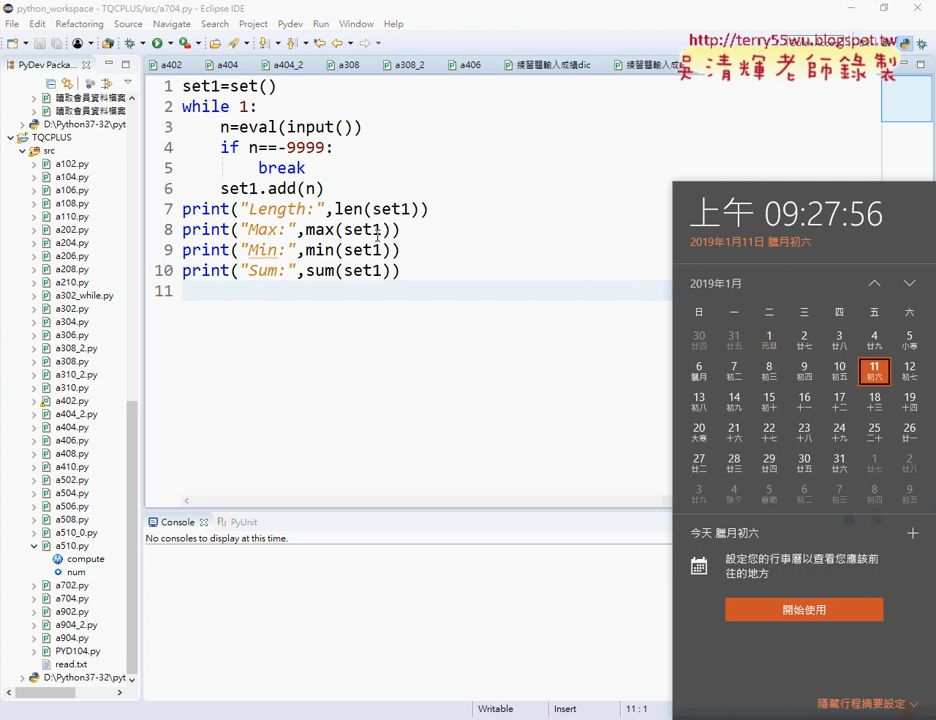 python_workspace - TQCPLUS/src/a704.py - Eclipse IDE
File Edit Refactoring Source Navigate Search Project Pydev Run Window Help
http://terry55wu.blogspot.tw
吳清輝老師錄製
PyDev Packa...
a402 a404 a404_2 a308 a308_2 a406 練習題輸入成績dic 練習題輸入成
讀取會員資料檔案
讀取會員資料檔案
D:\Python37-32\pyt
TQCPLUS
src
a102.py
a104.py
a106.py
a108.py
a110.py
a202.py
a204.py
a206.py
a208.py
a210.py
a302_while.py
a302.py
a304.py
a306.py
a308_2.py
a308.py
a310_2.py
a310.py
a402.py
a404_2.py
a404.py
a406.py
a408.py
a410.py
a502.py
a504.py
a506.py
a508.py
a510_0.py
a510.py
compute
num
a702.py
a704.py
a902.py
a904_2.py
a904.py
PYD104.py
read.txt
D:\Python37-32\pyt
1 set1=set()
2 while 1:
3 n=eval(input())
4 if n==-9999:
5 break
6 set1.add(n)
7 print("Length:",len(set1))
8 print("Max:",max(set1))
9 print("Min:",min(set1))
10 print("Sum:",sum(set1))
11
Console PyUnit
No consoles to display at this time.
Writable Insert 11 : 1
上午 09:27:56
2019年1月11日 臘月初六
2019年1月
日 一 二 三 四 五 六
30 31 1 2 3 4 5
廿四 廿五 元旦 廿七 廿八 廿九 小寒
6 7 8 9 10 11 12
臘月 初二 初三 初四 初五 初六 初七
13 14 15 16 17 18 19
初八 初九 初十 十一 十二 十三 十四
20 21 22 23 24 25 26
大寒 十六 十七 十八 十九 二十 廿一
27 28 29 30 31 1 2
廿二 廿三 廿四 廿五 廿六 廿七 廿八
3 4 5 6 7 8 9
廿九 除夕 春節 初二 初三 初四 初五
今天 臘月初六
設定您的行事曆以查看您應該前
往的地方
開始使用
隱藏行程摘要設定